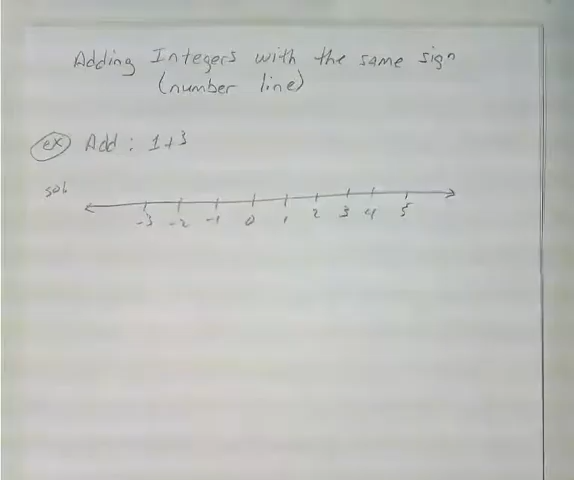 Adding Integers with the same sign
(number line)
ex Add : 1+3
sol
-3 -2 -1 0 1 2 3 4 5